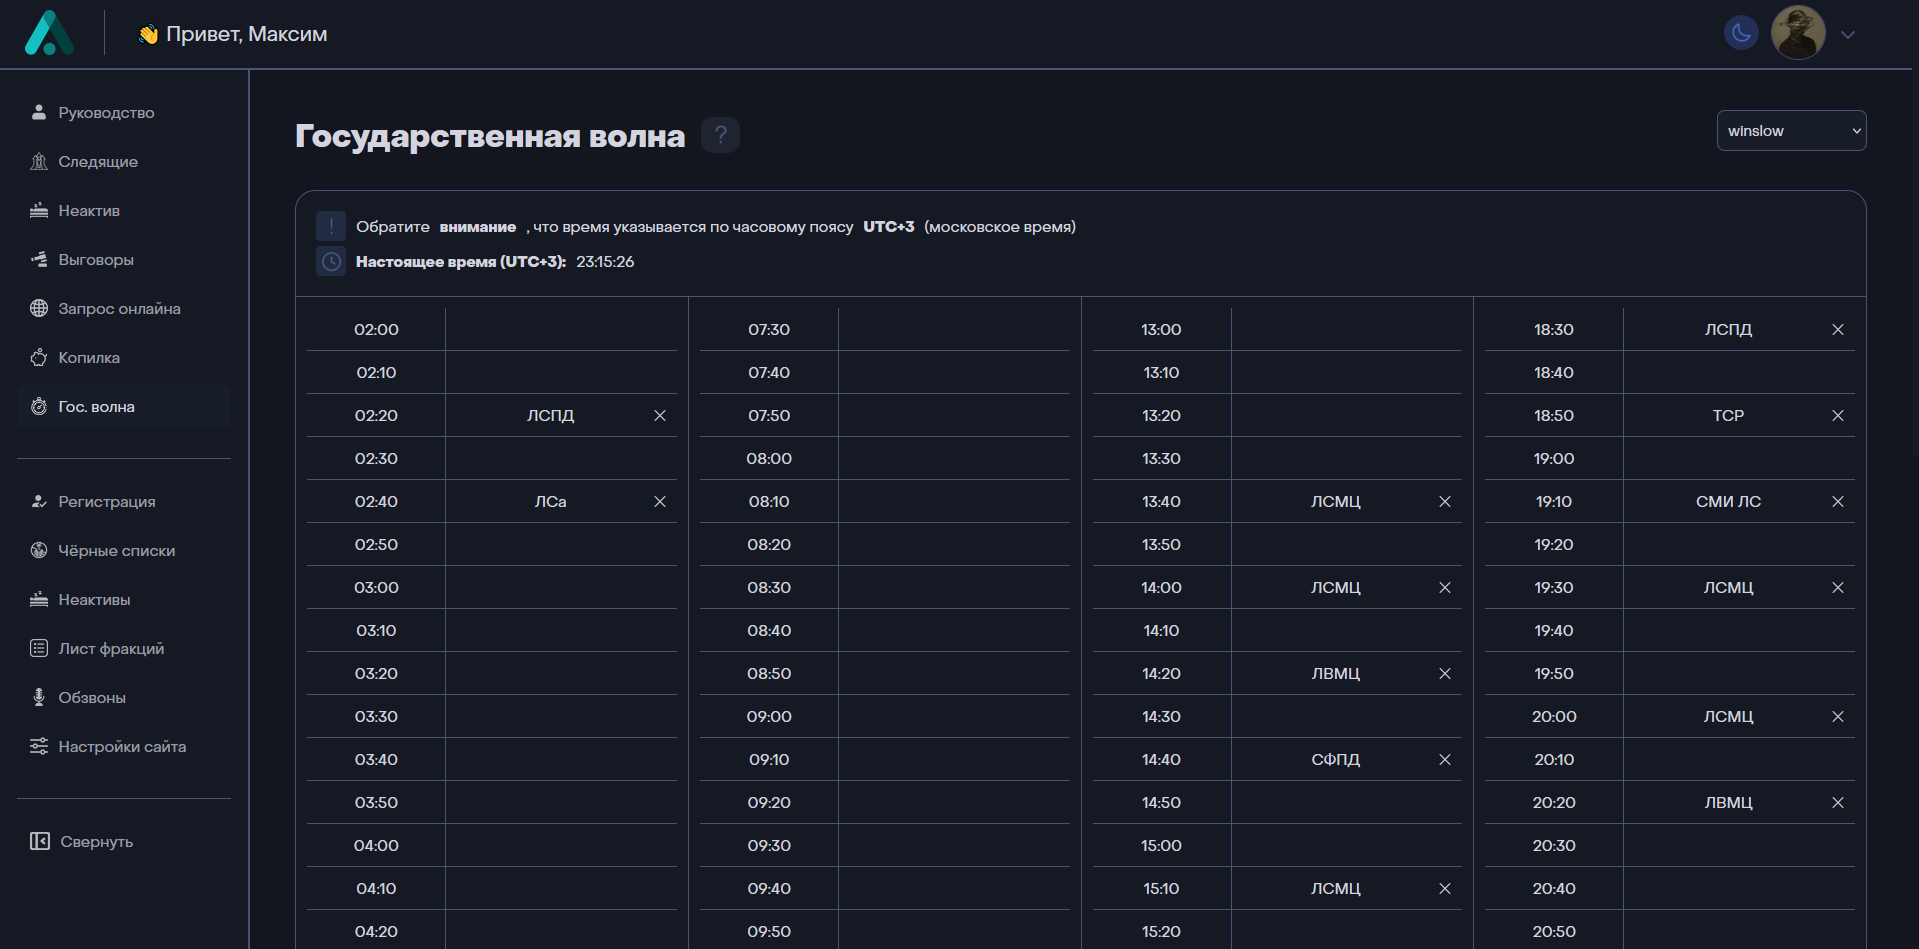 👋 Привет, Максим
Руководство
Следящие
Неактив
Выговоры
Запрос онлайна
Копилка
Гос. волна
Регистрация
Чёрные списки
Неактивы
Лист фракций
Обзвоны
Настройки сайта
Свернуть
Государственная волна ?
winslow
! Обратите внимание , что время указывается по часовому поясу UTC+3 (московское время)
Настоящее время (UTC+3): 23:15:26
02:00
02:10
02:20 ЛСПД ×
02:30
02:40 ЛСа ×
02:50
03:00
03:10
03:20
03:30
03:40
03:50
04:00
04:10
04:20
07:30
07:40
07:50
08:00
08:10
08:20
08:30
08:40
08:50
09:00
09:10
09:20
09:30
09:40
09:50
13:00
13:10
13:20
13:30
13:40 ЛСМЦ ×
13:50
14:00 ЛСМЦ ×
14:10
14:20 ЛВМЦ ×
14:30
14:40 СФПД ×
14:50
15:00
15:10 ЛСМЦ ×
15:20
18:30 ЛСПД ×
18:40
18:50 ТСР ×
19:00
19:10 СМИ ЛС ×
19:20
19:30 ЛСМЦ ×
19:40
19:50
20:00 ЛСМЦ ×
20:10
20:20 ЛВМЦ ×
20:30
20:40
20:50